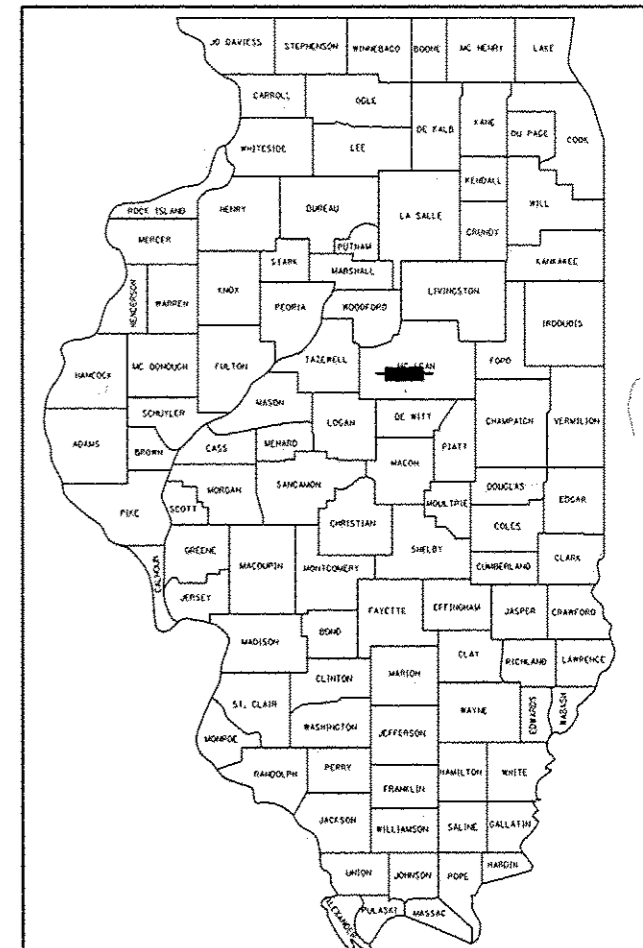 JO DAVIESS STEPHENSON WINNEBAGO BOONE MC HENRY LAKE
CARROLL OGLE DE KALB KANE DU PAGE COOK
WHITESIDE LEE KENDALL WILL
ROCK ISLAND HENRY BUREAU LA SALLE GRUNDY
MERCER PUTNAM KANKAKEE
HENDERSON WARREN KNOX STARK MARSHALL
PEORIA WOODFORD LIVINGSTON IROQUOIS
HANCOCK MC DONOUGH FULTON TAZEWELL MC LEAN FORD
SCHUYLER MASON LOGAN DE WITT CHAMPAIGN VERMILION
ADAMS BROWN CASS MENARD MACON PIATT
PIKE SCOTT MORGAN SANGAMON MOULTRIE DOUGLAS EDGAR
GREENE CHRISTIAN COLES
CALHOUN MACOUPIN MONTGOMERY SHELBY CUMBERLAND CLARK
JERSEY FAYETTE EFFINGHAM JASPER CRAWFORD
MADISON BOND CLAY RICHLAND LAWRENCE
ST. CLAIR CLINTON MARION WAYNE EDWARDS WABASH
MONROE WASHINGTON JEFFERSON
RANDOLPH PERRY FRANKLIN HAMILTON WHITE
JACKSON WILLIAMSON SALINE GALLATIN
UNION JOHNSON POPE HARDIN
ALEXANDER PULASKI MASSAC